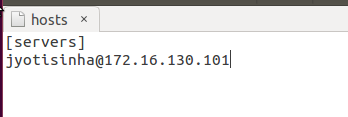 hosts ×
[servers]
jyotisinha@172.16.130.101